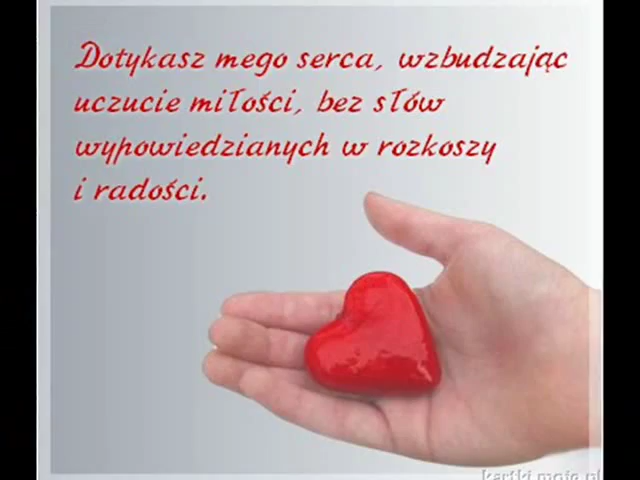 Dotykasz mego serca, wzbudzając
uczucie miłości, bez słów
wypowiedzianych w rozkoszy
i radości.